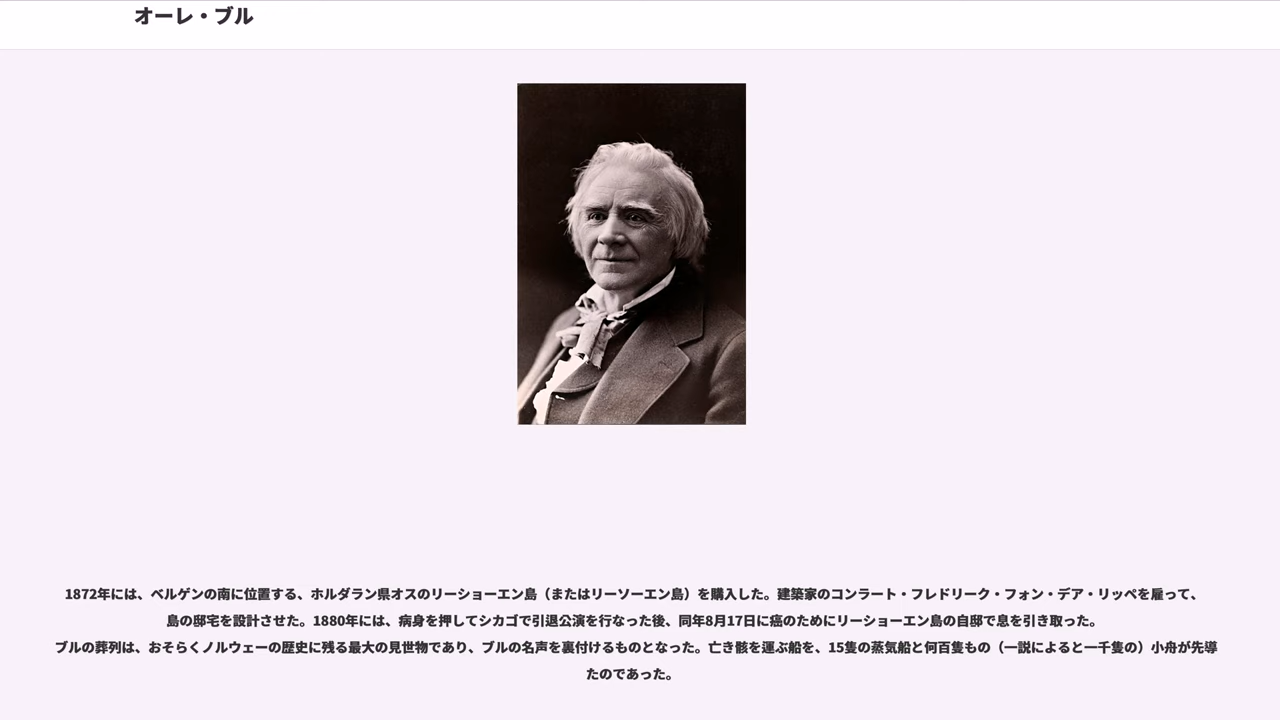 オーレ・ブル
1872年には、ベルゲンの南に位置する、ホルダラン県オスのリーショーエン島（またはリーソーエン島）を購入した。建築家のコンラート・フレドリーク・フォン・デア・リッペを雇って、
島の邸宅を設計させた。1880年には、病身を押してシカゴで引退公演を行なった後、同年8月17日に癌のためにリーショーエン島の自邸で息を引き取った。
ブルの葬列は、おそらくノルウェーの歴史に残る最大の見世物であり、ブルの名声を裏付けるものとなった。亡き骸を運ぶ船を、15隻の蒸気船と何百隻もの（一説によると一千隻の）小舟が先導
たのであった。